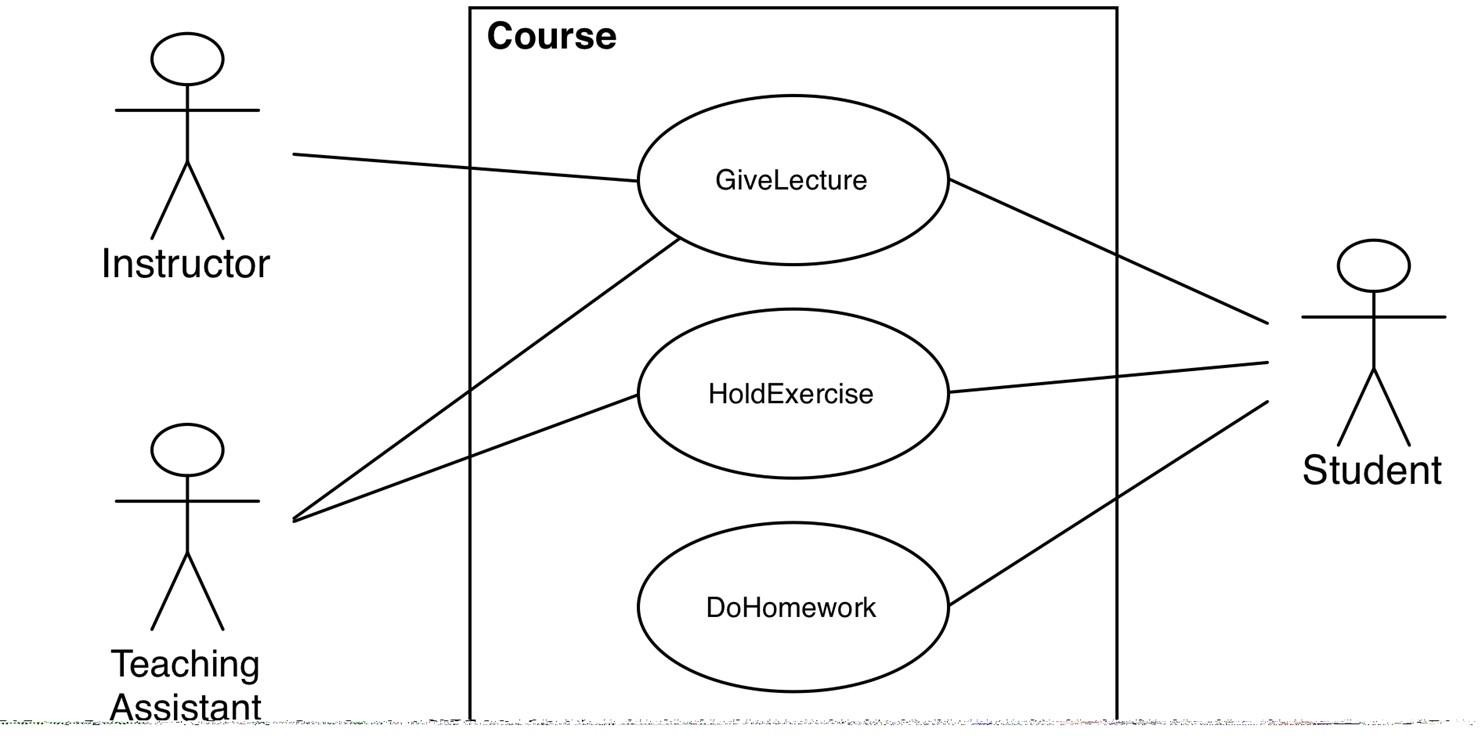 Course
Instructor
GiveLecture
HoldExercise
Student
DoHomework
Teaching
Assistant